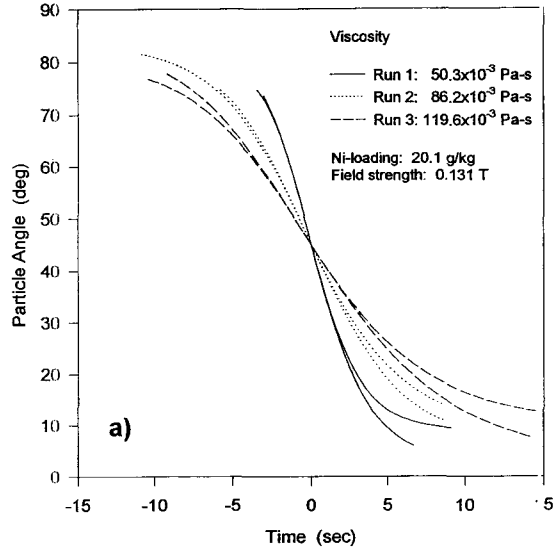 90
80
70
60
50
40
30
20
10
0
Particle Angle (deg)
Viscosity
Run 1: 50.3x10⁻³ Pa-s
Run 2: 86.2x10⁻³ Pa-s
Run 3: 119.6x10⁻³ Pa-s
Ni-loading: 20.1 g/kg
Field strength: 0.131 T
a)
-15 -10 -5 0 5 10 5
Time (sec)